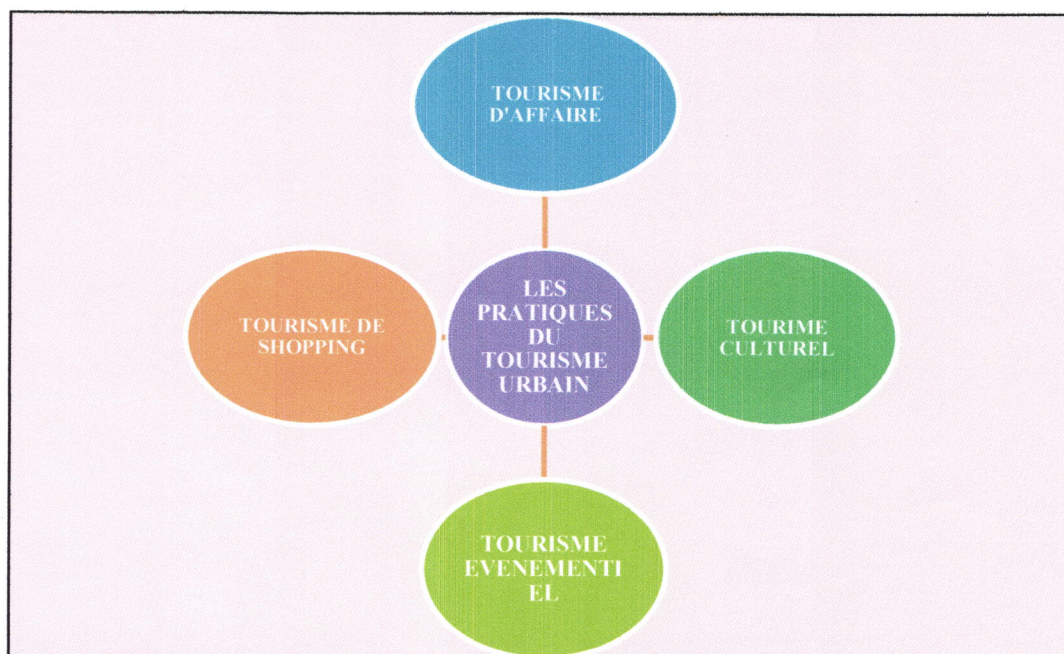 TOURISME
D'AFFAIRE
TOURISME DE
SHOPPING
LES
PRATIQUES
DU
TOURISME
URBAIN
TOURIME
CULTUREL
TOURISME
EVENEMENTI
EL